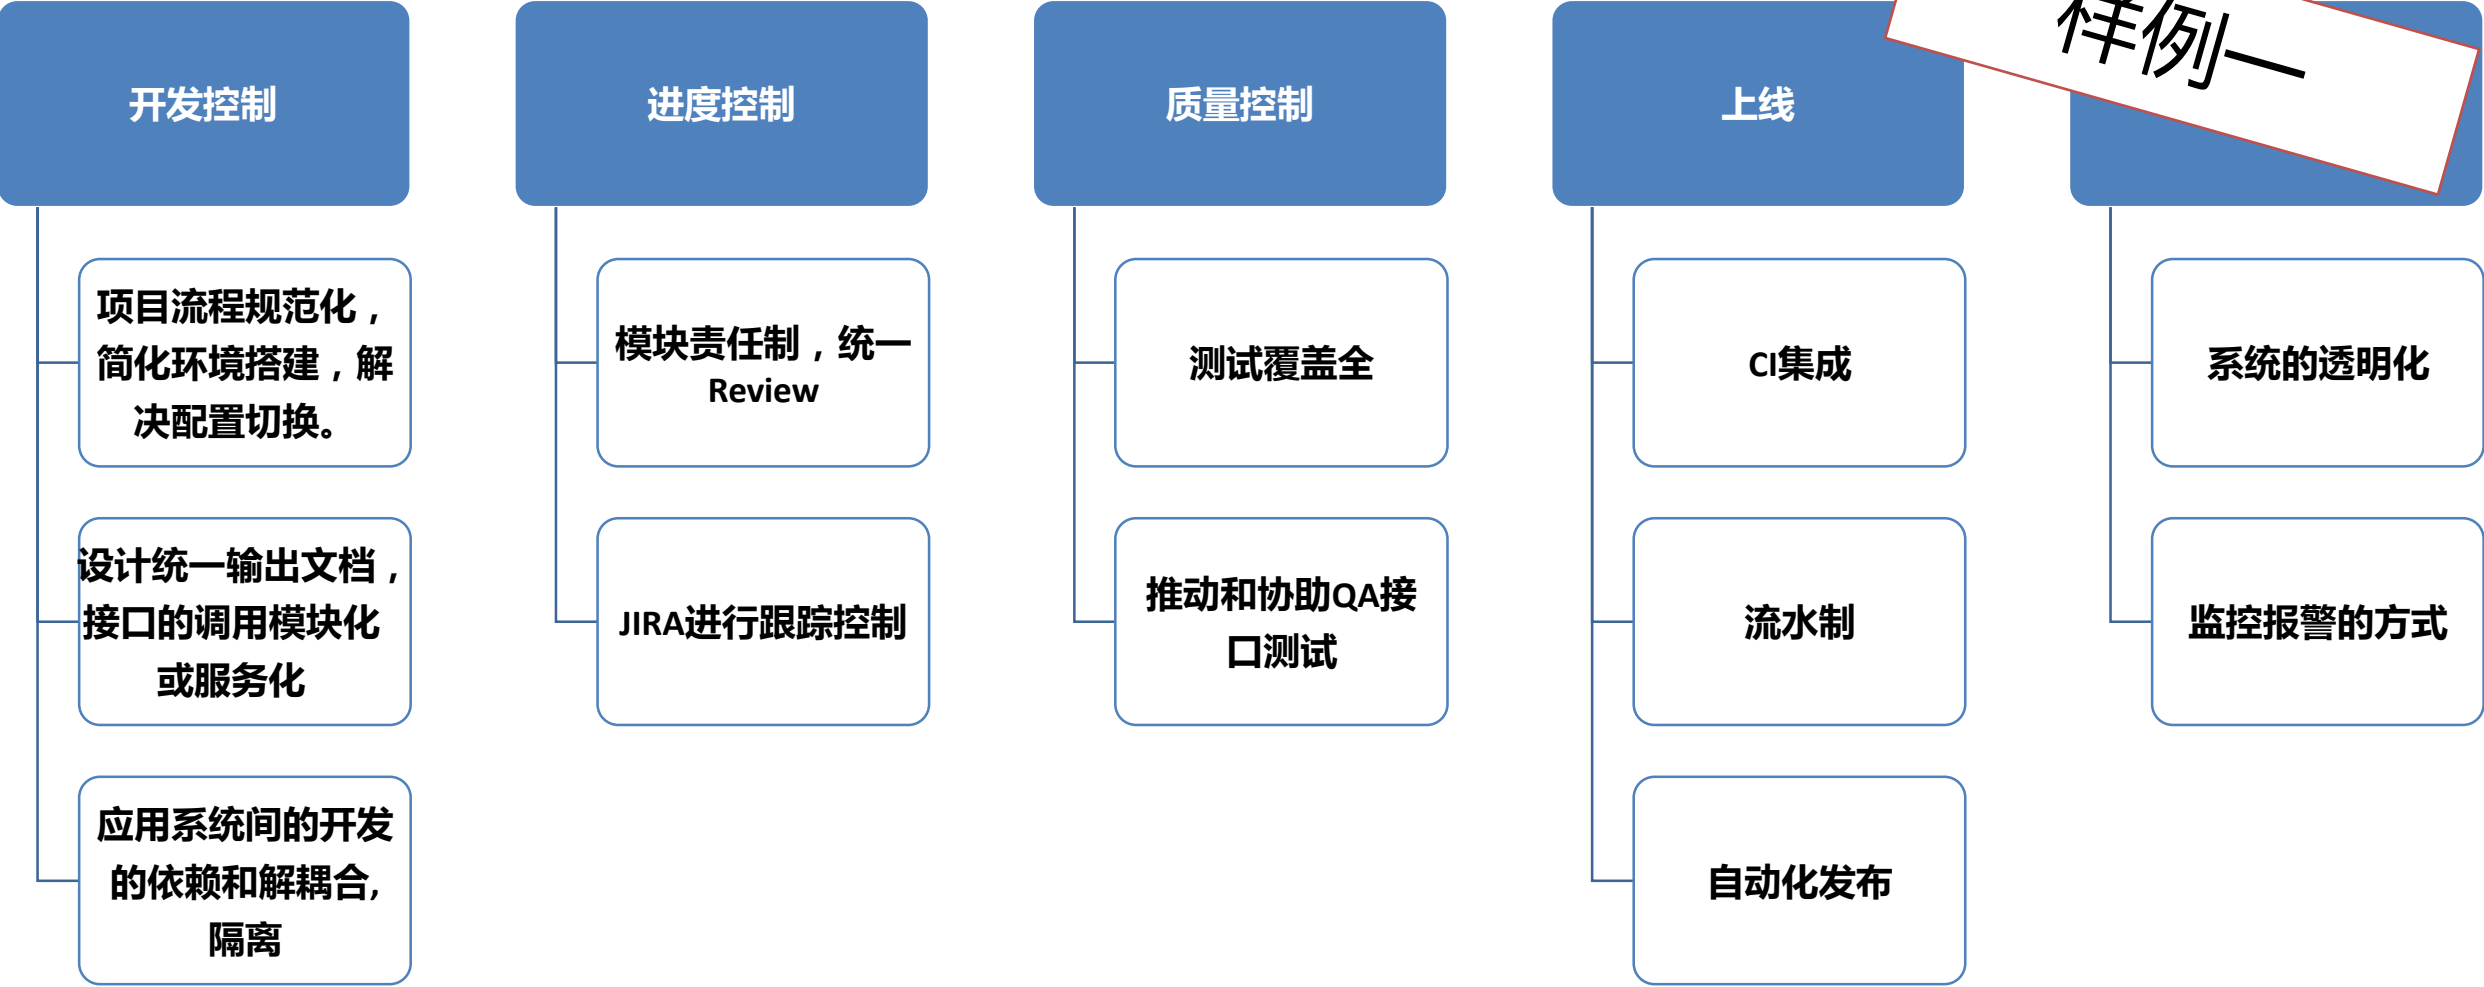 开发控制
项目流程规范化，
简化环境搭建，解
决配置切换。
设计统一输出文档，
接口的调用模块化
或服务化
应用系统间的开发
的依赖和解耦合,
隔离
进度控制
模块责任制，统一
Review
JIRA进行跟踪控制
质量控制
测试覆盖全
推动和协助QA接
口测试
上线
CI集成
流水制
自动化发布
样例一
系统的透明化
监控报警的方式